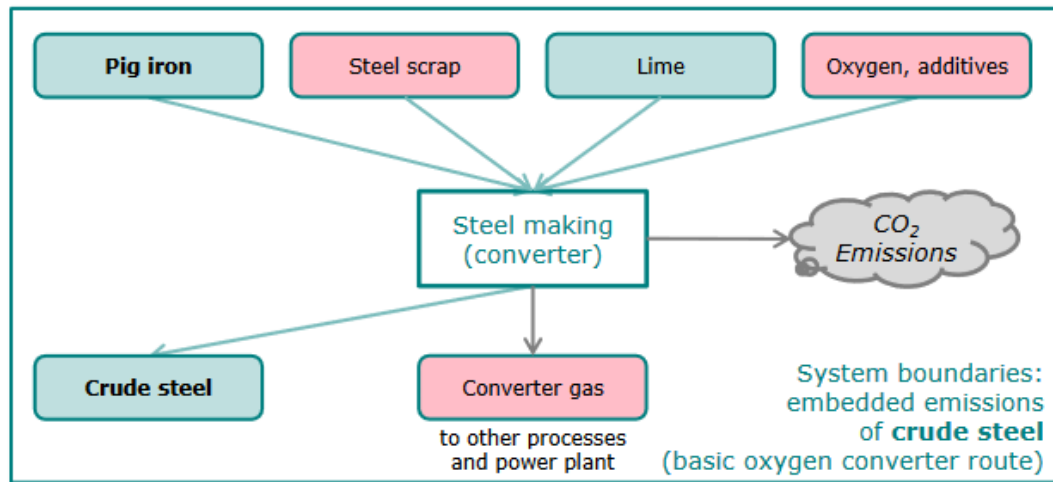 Pig iron
Steel scrap
Lime
Oxygen, additives
Steel making
(converter)
CO₂
Emissions
Crude steel
Converter gas
to other processes
and power plant
System boundaries:
embedded emissions
of crude steel
(basic oxygen converter route)